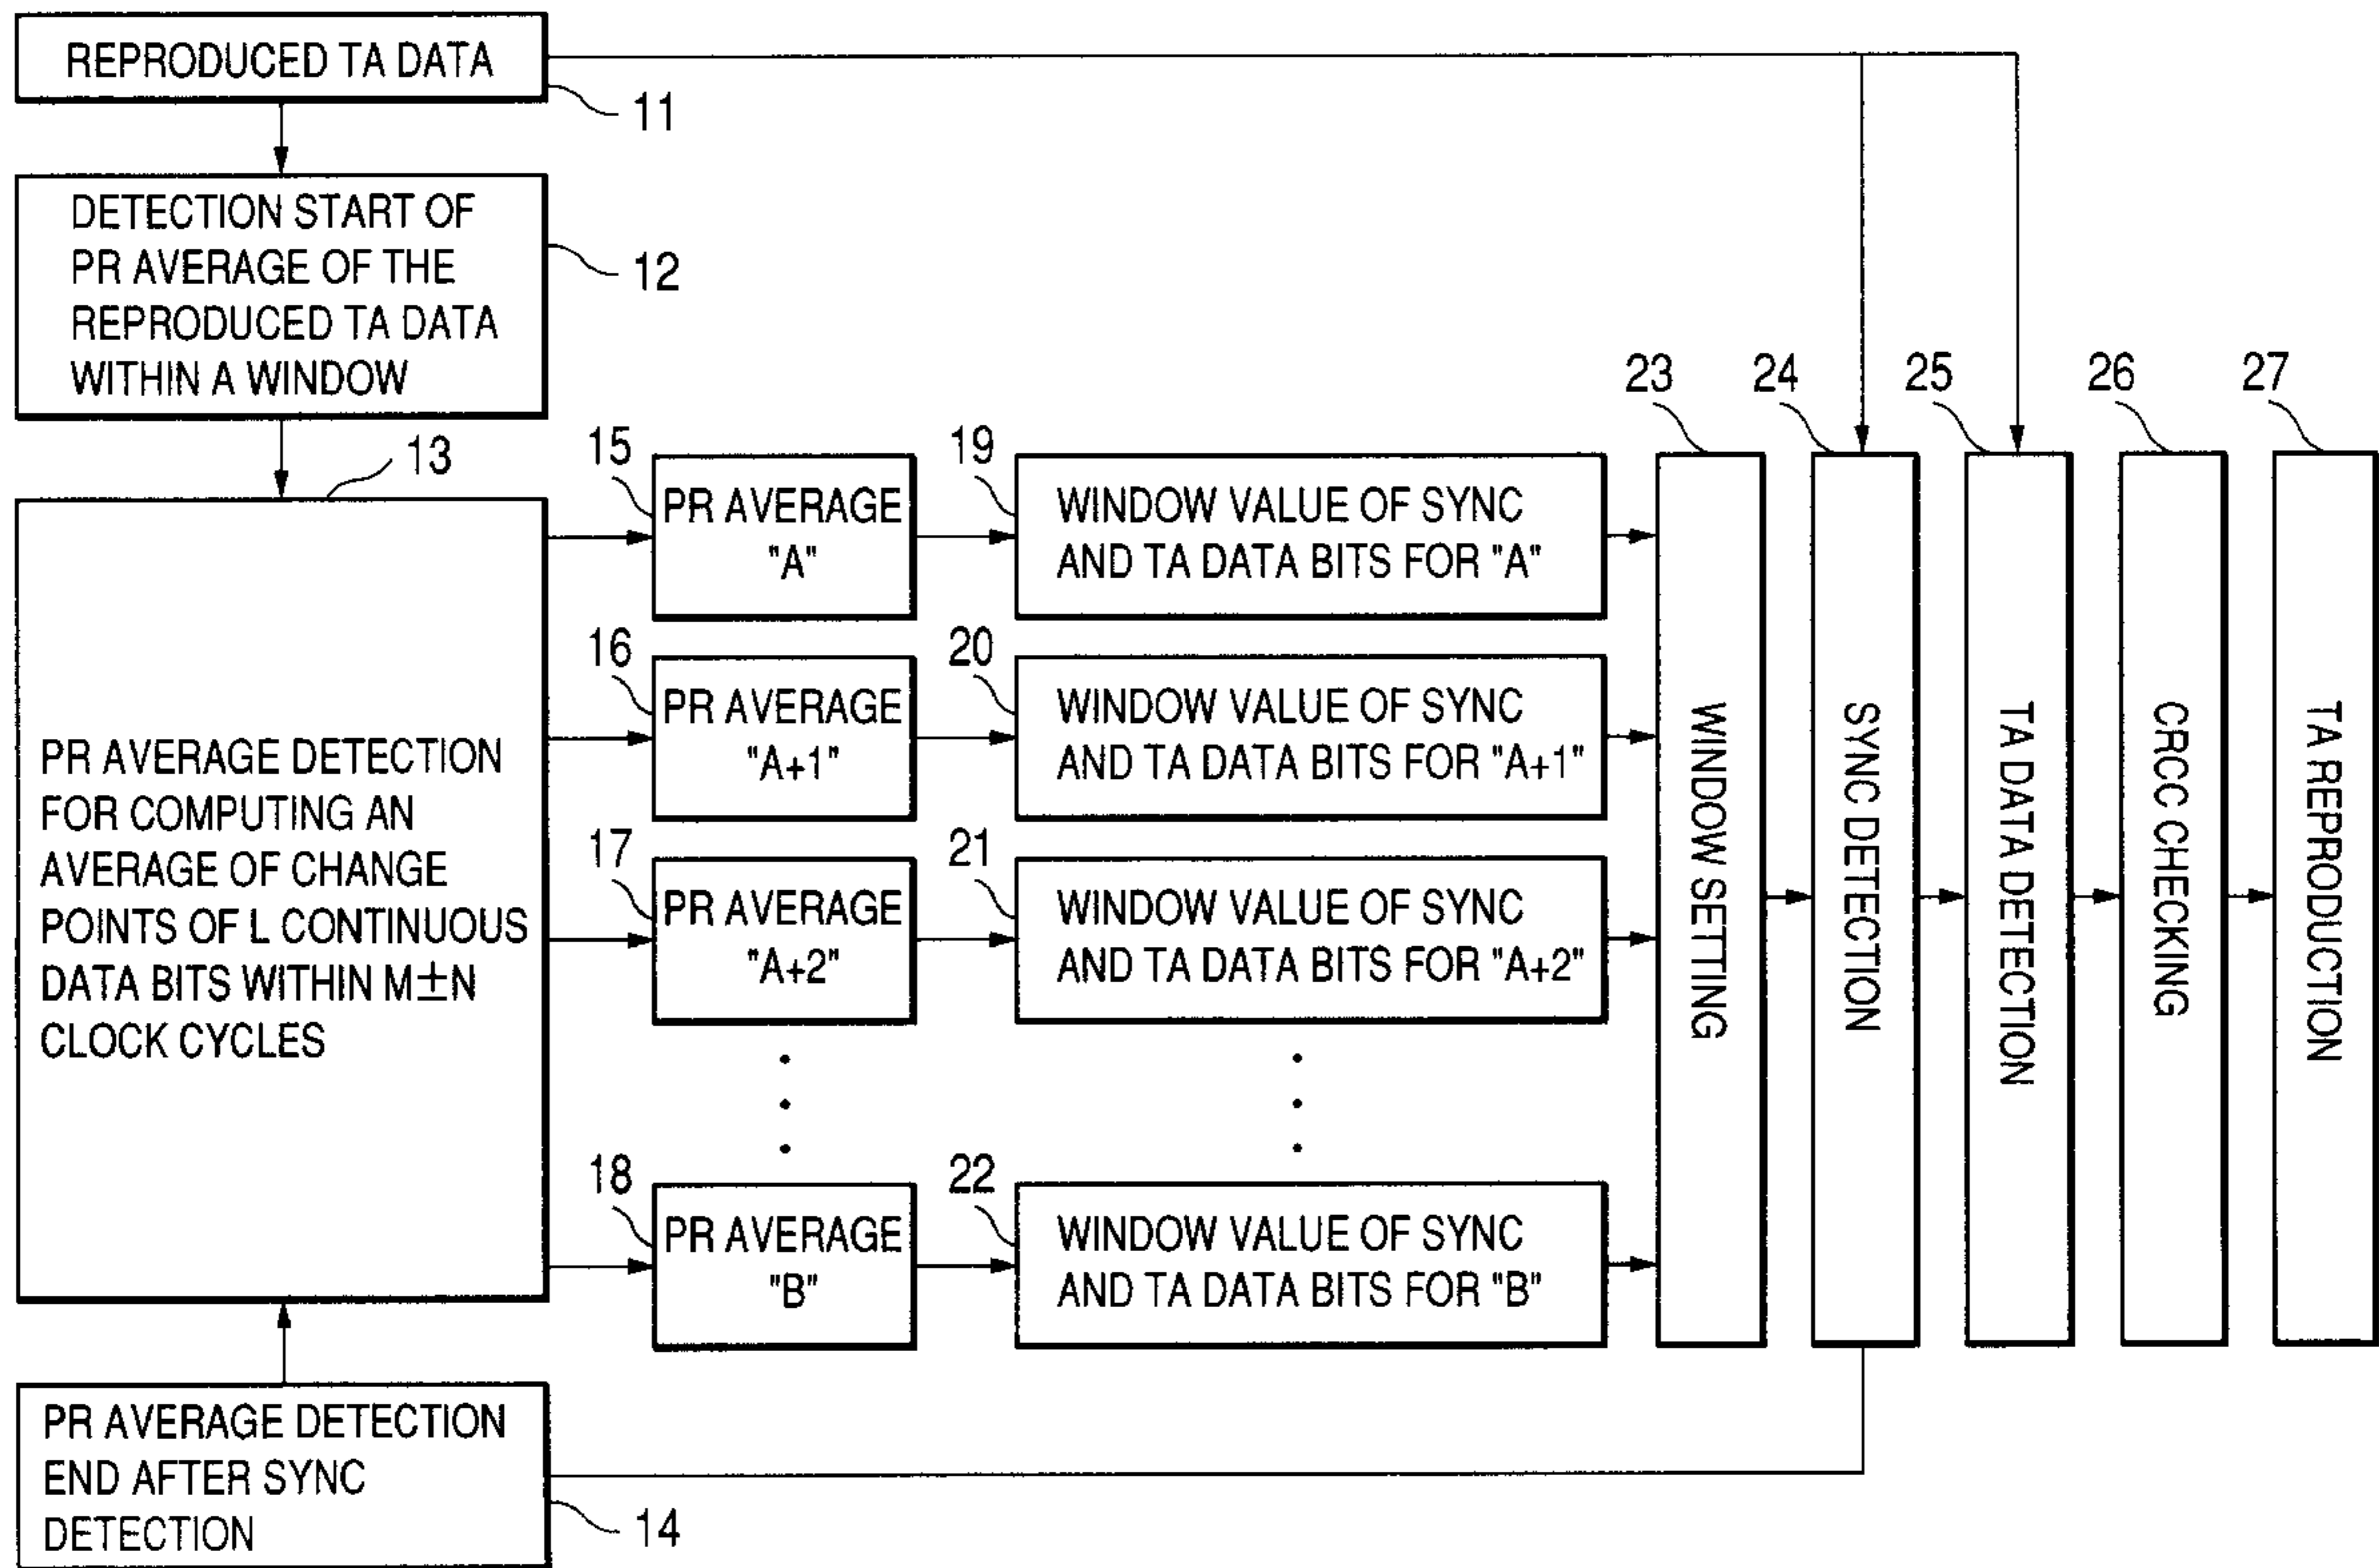 REPRODUCED TA DATA
11
DETECTION START OF
PR AVERAGE OF THE
REPRODUCED TA DATA
WITHIN A WINDOW
12
13
PR AVERAGE DETECTION
FOR COMPUTING AN
AVERAGE OF CHANGE
POINTS OF L CONTINUOUS
DATA BITS WITHIN M±N
CLOCK CYCLES
PR AVERAGE DETECTION
END AFTER SYNC
DETECTION
14
15
PR AVERAGE
"A"
16
PR AVERAGE
"A+1"
17
PR AVERAGE
"A+2"
18
PR AVERAGE
"B"
19
WINDOW VALUE OF SYNC
AND TA DATA BITS FOR "A"
20
WINDOW VALUE OF SYNC
AND TA DATA BITS FOR "A+1"
21
WINDOW VALUE OF SYNC
AND TA DATA BITS FOR "A+2"
22
WINDOW VALUE OF SYNC
AND TA DATA BITS FOR "B"
23
WINDOW SETTING
24
SYNC DETECTION
25
TA DATA DETECTION
26
CRCC CHECKING
27
TA REPRODUCTION